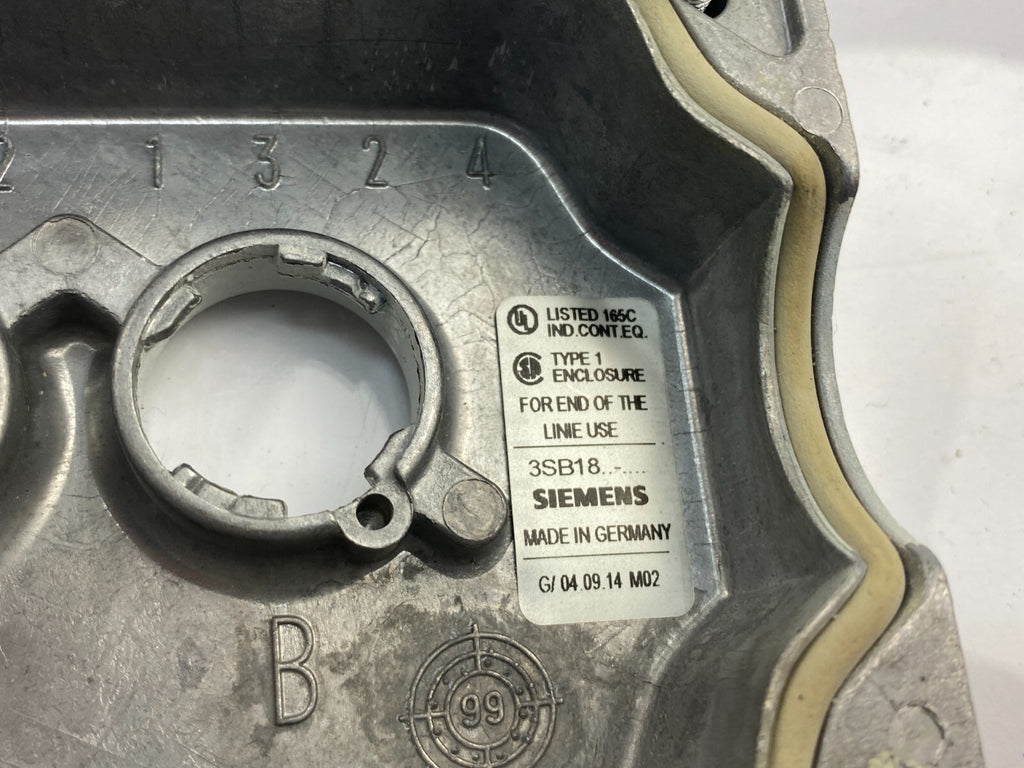 2 1 3 2 4
UL LISTED 165C
IND.CONT.EQ.
TYPE 1
ENCLOSURE
FOR END OF THE
LINIE USE
3SB18..-....
SIEMENS
MADE IN GERMANY
G/ 04.09.14 M02
B
99